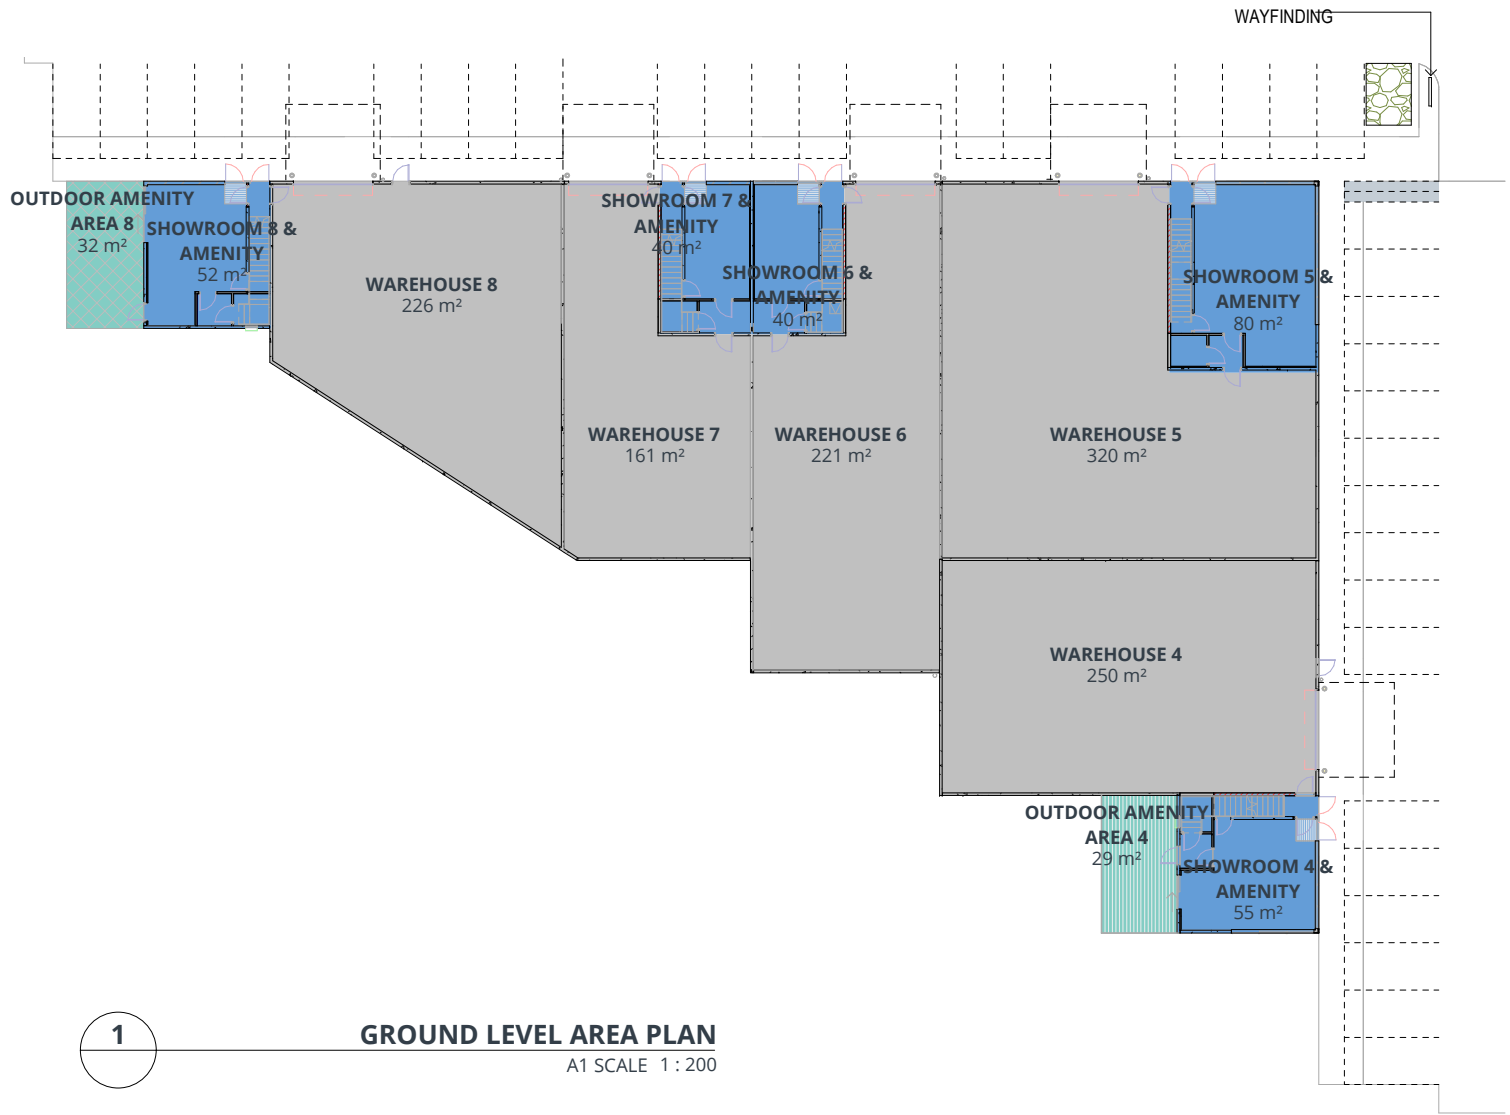 WAYFINDING
OUTDOOR AMENITY
AREA 8
32 m²
SHOWROOM 8 &
AMENITY
52 m²
WAREHOUSE 8
226 m²
SHOWROOM 7 &
AMENITY
40 m²
SHOWROOM 6 &
AMENITY
40 m²
SHOWROOM 5 &
AMENITY
80 m²
WAREHOUSE 7
161 m²
WAREHOUSE 6
221 m²
WAREHOUSE 5
320 m²
WAREHOUSE 4
250 m²
OUTDOOR AMENITY
AREA 4
29 m²
SHOWROOM 4 &
AMENITY
55 m²
1
GROUND LEVEL AREA PLAN
A1 SCALE 1 : 200